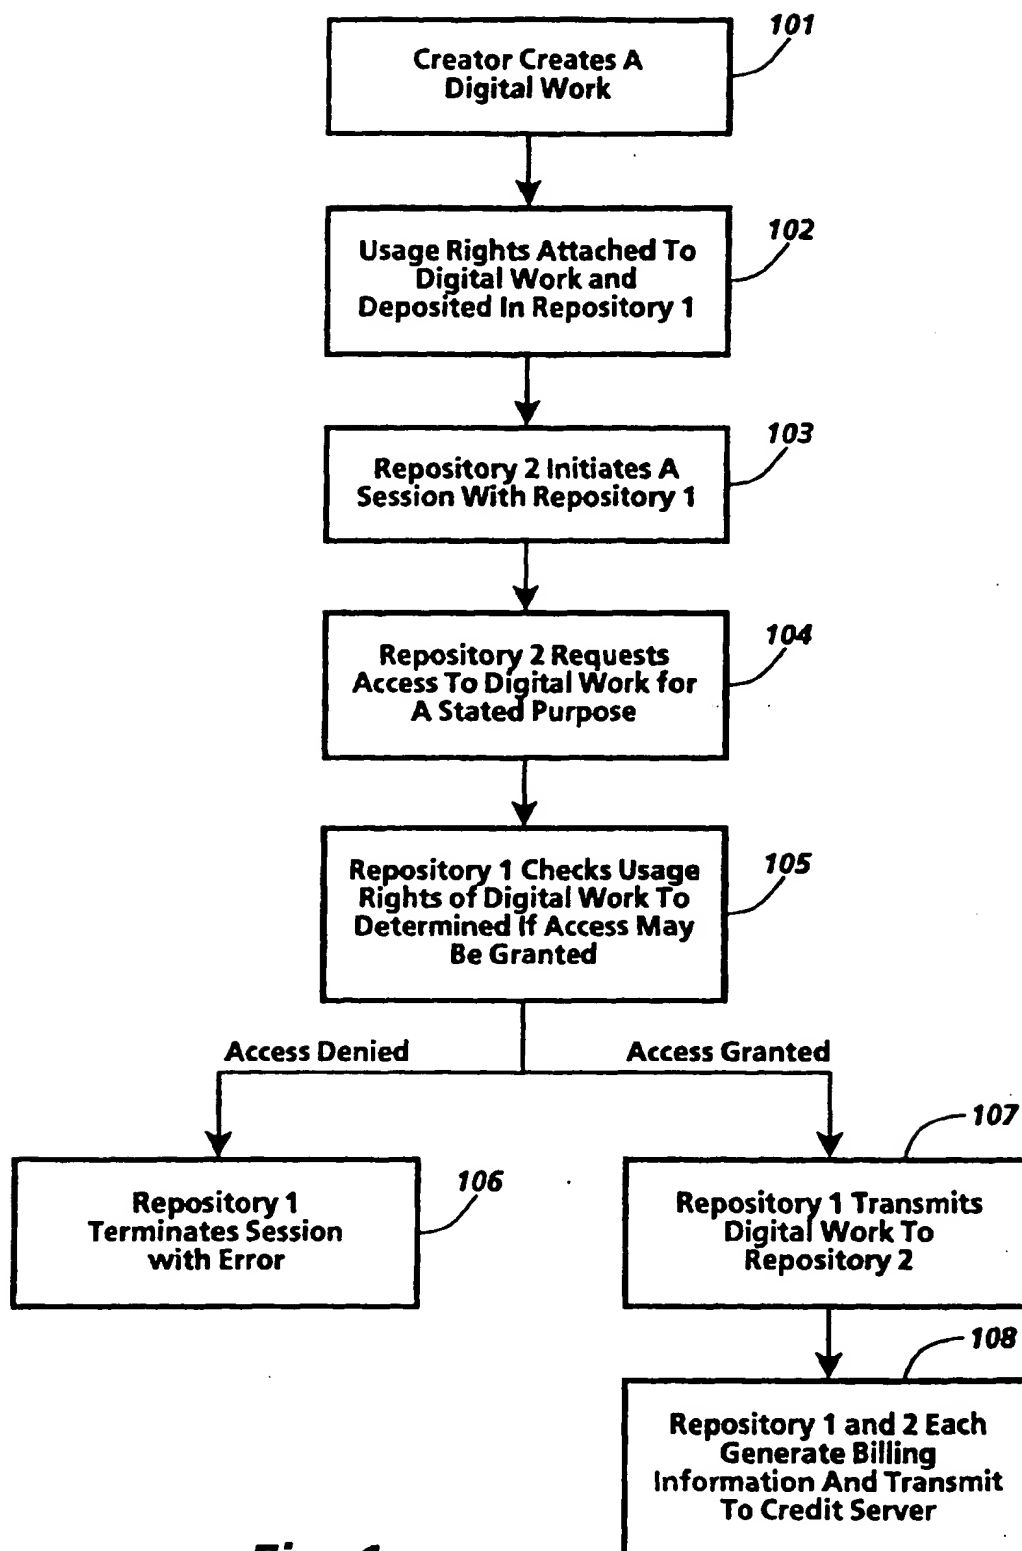 101
Creator Creates A
Digital Work
102
Usage Rights Attached To
Digital Work and
Deposited In Repository 1
103
Repository 2 Initiates A
Session With Repository 1
104
Repository 2 Requests
Access To Digital Work for
A Stated Purpose
105
Repository 1 Checks Usage
Rights of Digital Work To
Determined If Access May
Be Granted
Access Denied
Access Granted
106
Repository 1
Terminates Session
with Error
107
Repository 1 Transmits
Digital Work To
Repository 2
108
Repository 1 and 2 Each
Generate Billing
Information And Transmit
To Credit Server